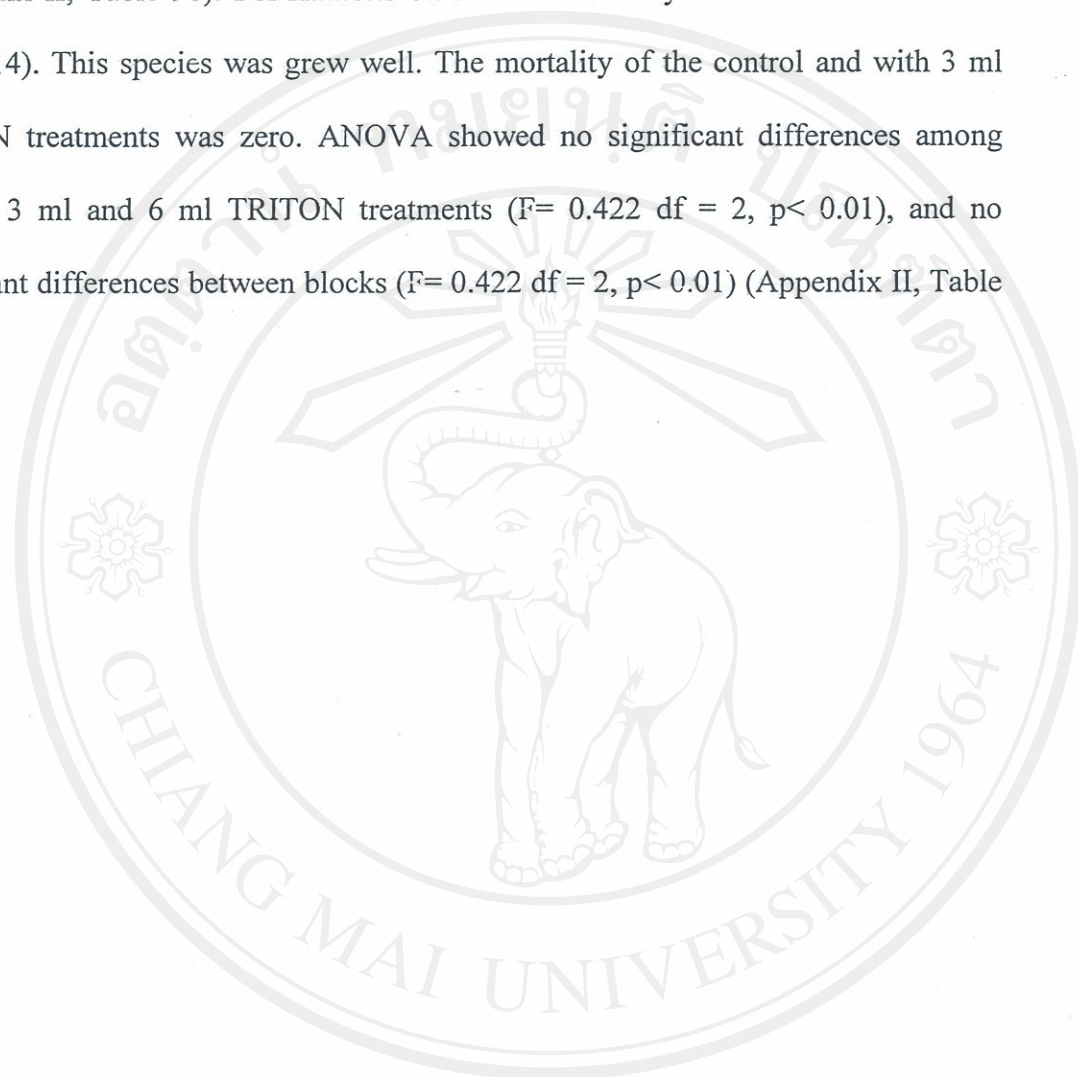 4). This species was grew well. The mortality of the control and with 3 ml
N treatments was zero. ANOVA showed no significant differences among
3 ml and 6 ml TRITON treatments (F= 0.422 df = 2, p< 0.01), and no
nt differences between blocks (F= 0.422 df = 2, p< 0.01) (Appendix II, Table
CHIANG MAI UNIVERSITY 1964